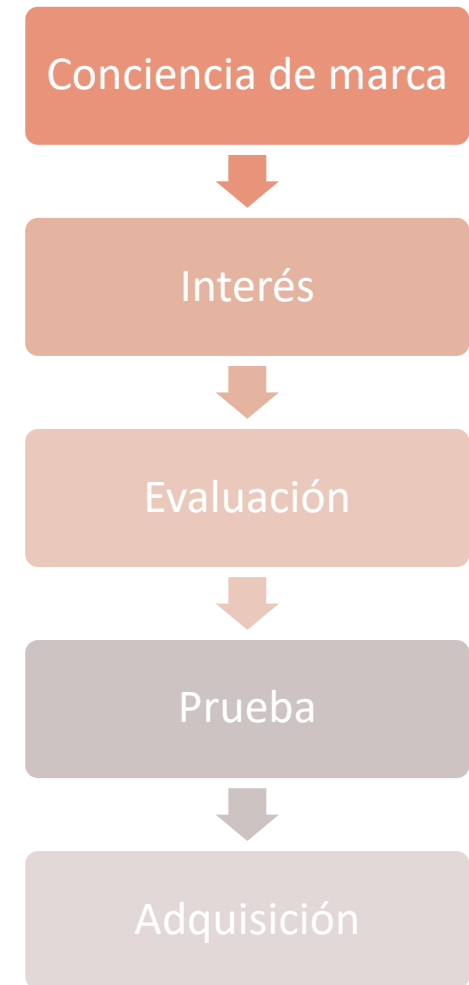 Conciencia de marca
Interés
Evaluación
Prueba
Adquisición